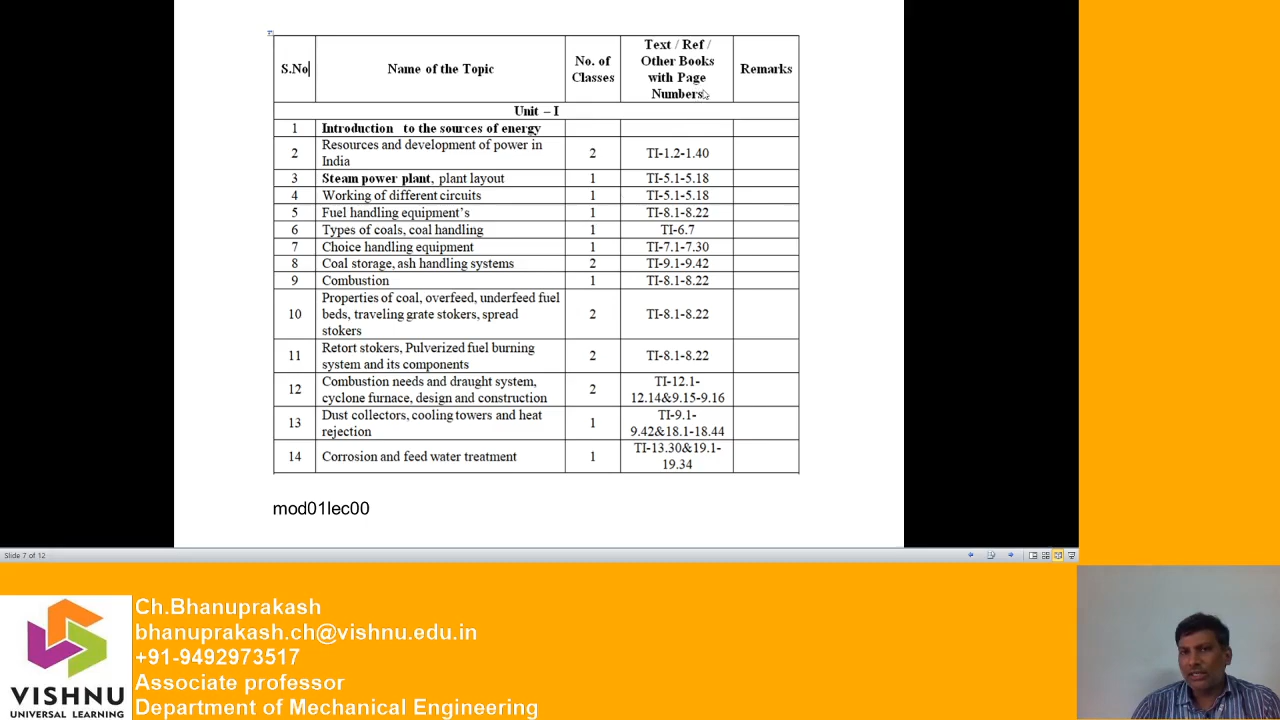 S.No
Name of the Topic
No. of
Classes
Text / Ref /
Other Books
with Page
Numbers
Remarks
Unit – I
1 Introduction to the sources of energy
2 Resources and development of power in
India
2 TI-1.2-1.40
3 Steam power plant, plant layout 1 TI-5.1-5.18
4 Working of different circuits 1 TI-5.1-5.18
5 Fuel handling equipment’s 1 TI-8.1-8.22
6 Types of coals, coal handling 1 TI-6.7
7 Choice handling equipment 1 TI-7.1-7.30
8 Coal storage, ash handling systems 2 TI-9.1-9.42
9 Combustion 1 TI-8.1-8.22
10 Properties of coal, overfeed, underfeed fuel
beds, traveling grate stokers, spread
stokers
2 TI-8.1-8.22
11 Retort stokers, Pulverized fuel burning
system and its components
2 TI-8.1-8.22
12 Combustion needs and draught system,
cyclone furnace, design and construction
2 TI-12.1-
12.14&9.15-9.16
13 Dust collectors, cooling towers and heat
rejection
1 TI-9.1-
9.42&18.1-18.44
14 Corrosion and feed water treatment 1 TI-13.30&19.1-
19.34
mod01lec00
Slide 7 of 12
Ch.Bhanuprakash
bhanuprakash.ch@vishnu.edu.in
+91-9492973517
Associate professor
Department of Mechanical Engineering
VISHNU
UNIVERSAL LEARNING